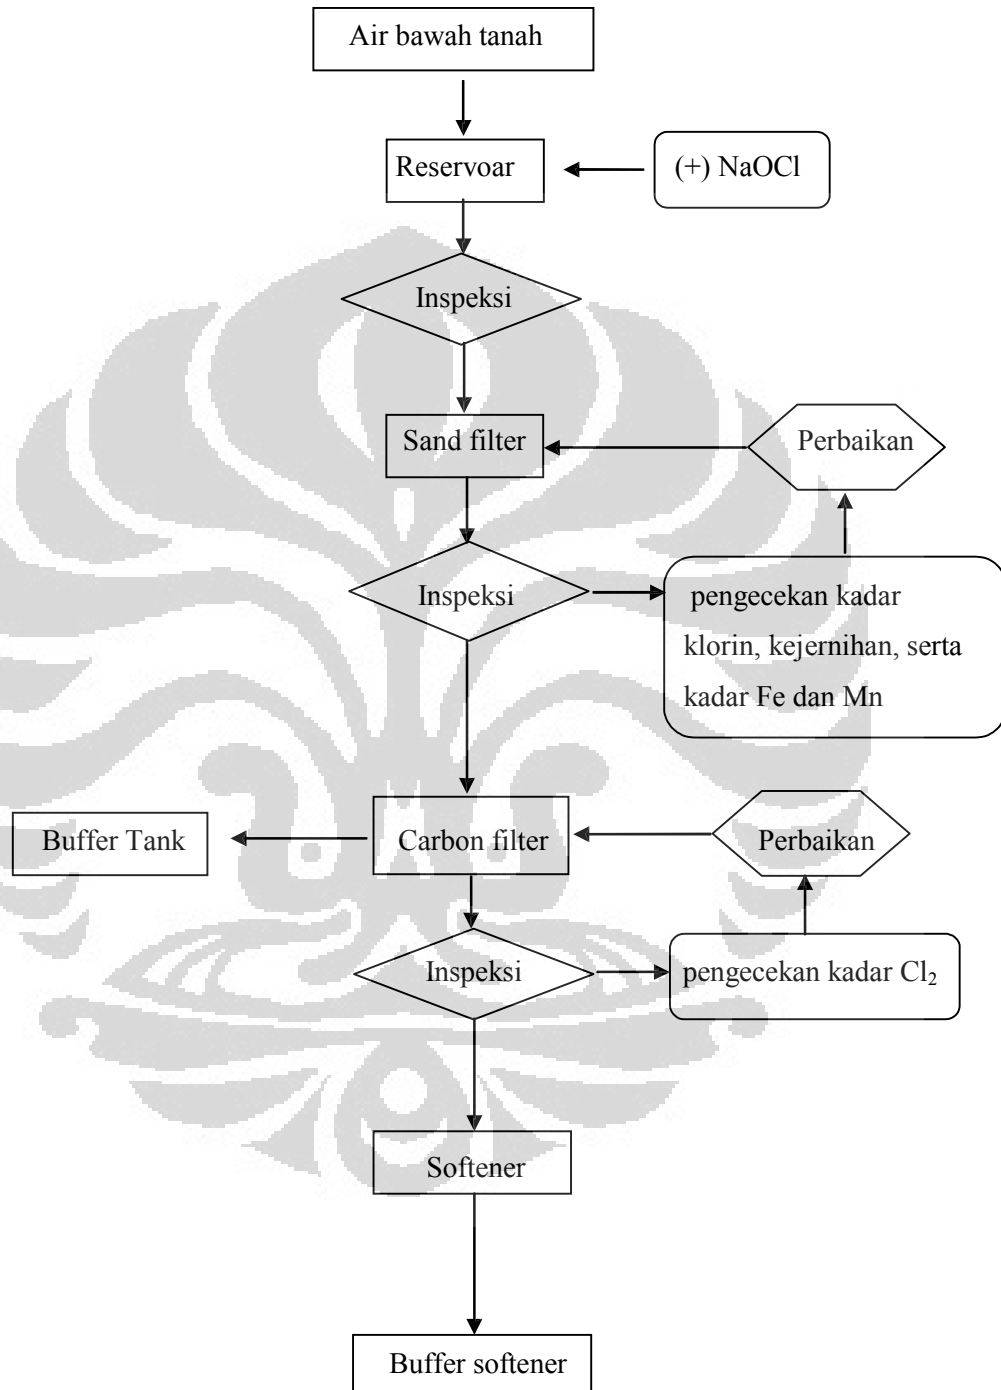 Air bawah tanah
Reservoar
(+) NaOCl
Inspeksi
Sand filter
Perbaikan
Inspeksi
pengecekan kadar
klorin, kejernihan, serta
kadar Fe dan Mn
Buffer Tank
Carbon filter
Perbaikan
Inspeksi
pengecekan kadar Cl₂
Softener
Buffer softener